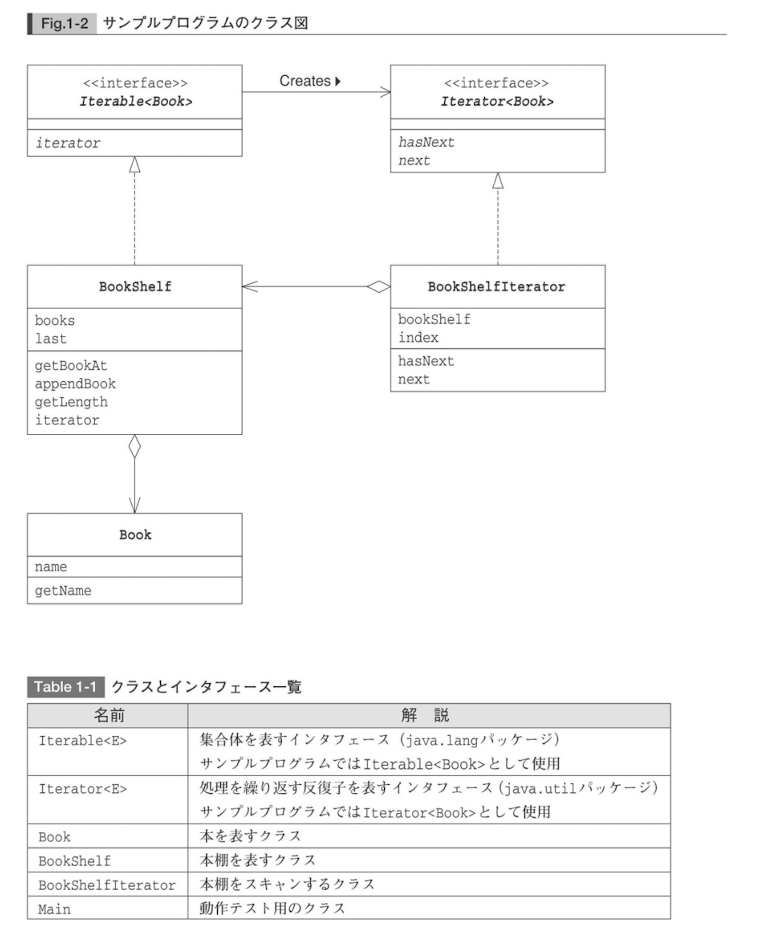 Fig.1-2 サンプルプログラムのクラス図
<<interface>>
Iterable<Book>
iterator
Creates
<<interface>>
Iterator<Book>
hasNext
next
BookShelf
books
last
getBookAt
appendBook
getLength
iterator
BookShelfIterator
bookShelf
index
hasNext
next
Book
name
getName
Table 1-1 クラスとインタフェース一覧
名前 解 説
Iterable<E> 集合体を表すインタフェース（java.langパッケージ）
サンプルプログラムではIterable<Book>として使用
Iterator<E> 処理を繰り返す反復子を表すインタフェース（java.utilパッケージ）
サンプルプログラムではIterator<Book>として使用
Book 本を表すクラス
BookShelf 本棚を表すクラス
BookShelfIterator 本棚をスキャンするクラス
Main 動作テスト用のクラス